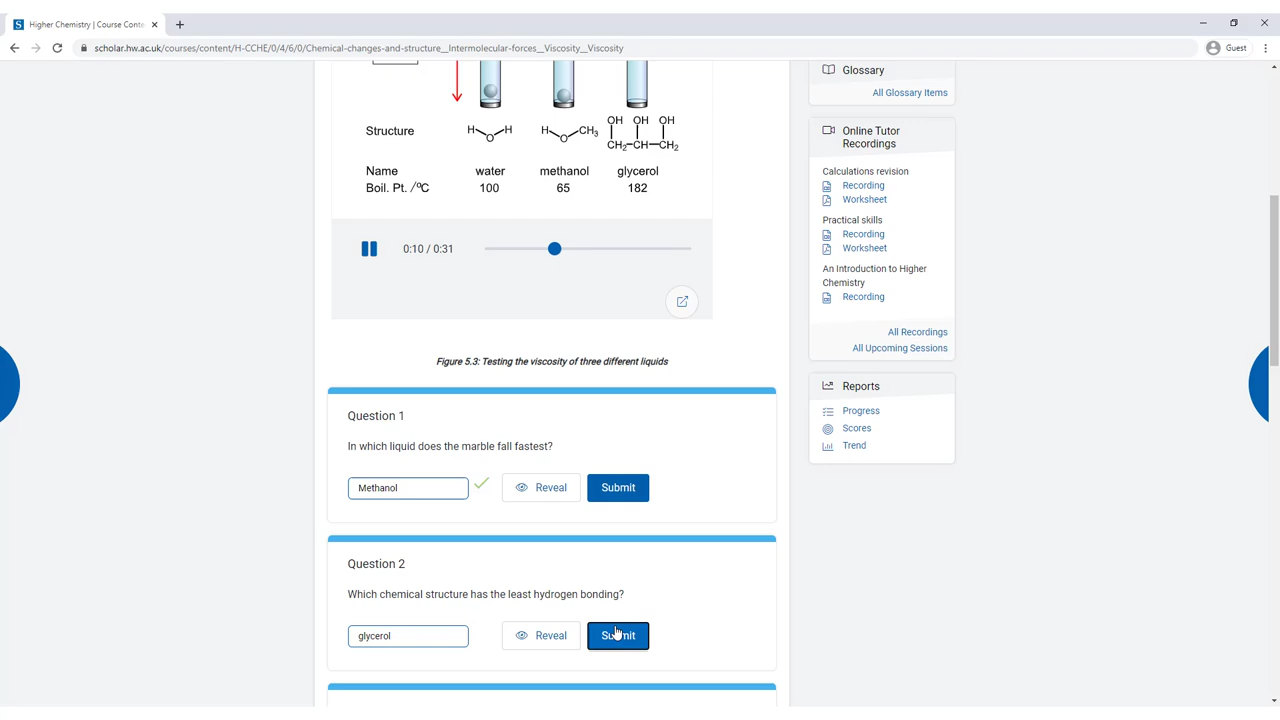 S Higher Chemistry | Course Conte
scholar.hw.ac.uk/courses/content/H-CCHE/0/4/6/0/Chemical-changes-and-structure__Intermolecular-forces__Viscosity__Viscosity
Guest
Structure
H O H
H O CH3
OH OH OH
CH2-CH-CH2
Name water methanol glycerol
Boil. Pt. /ºC 100 65 182
0:10 / 0:31
Figure 5.3: Testing the viscosity of three different liquids
Question 1
In which liquid does the marble fall fastest?
Methanol Reveal Submit
Question 2
Which chemical structure has the least hydrogen bonding?
glycerol Reveal Submit
Glossary
All Glossary Items
Online Tutor
Recordings
Calculations revision
Recording
Worksheet
Practical skills
Recording
Worksheet
An Introduction to Higher
Chemistry
Recording
All Recordings
All Upcoming Sessions
Reports
Progress
Scores
Trend